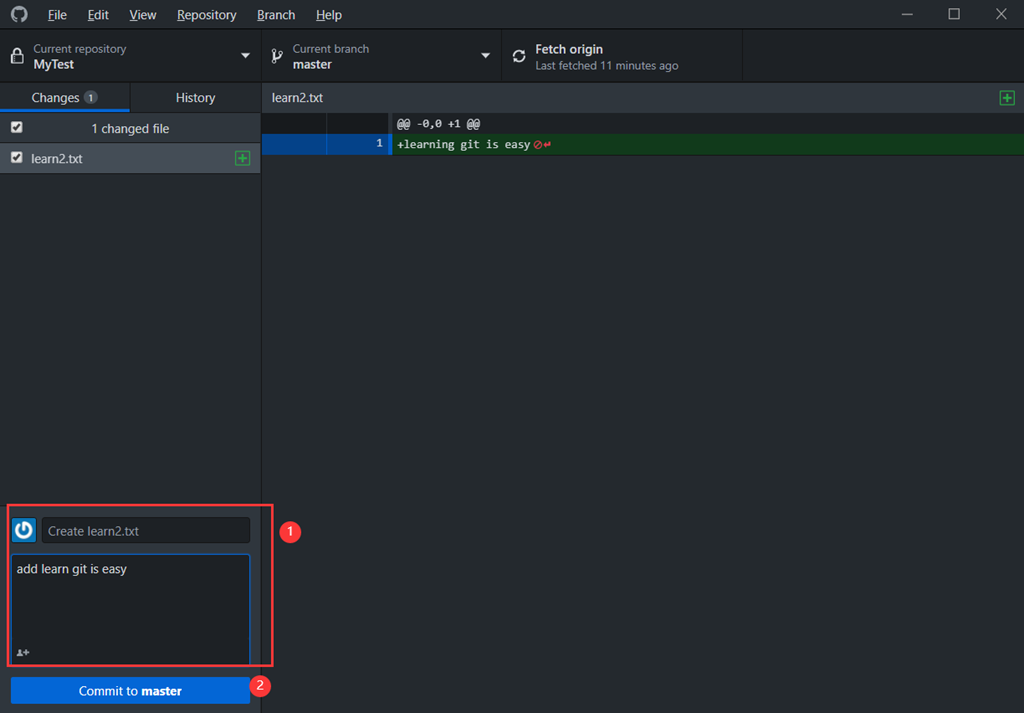 File Edit View Repository Branch Help
Current repository
MyTest
Current branch
master
Fetch origin
Last fetched 11 minutes ago
Changes 1
History
learn2.txt
1 changed file
learn2.txt
@@ -0,0 +1 @@
1 +learning git is easy
Create learn2.txt
1
add learn git is easy
Commit to master
2